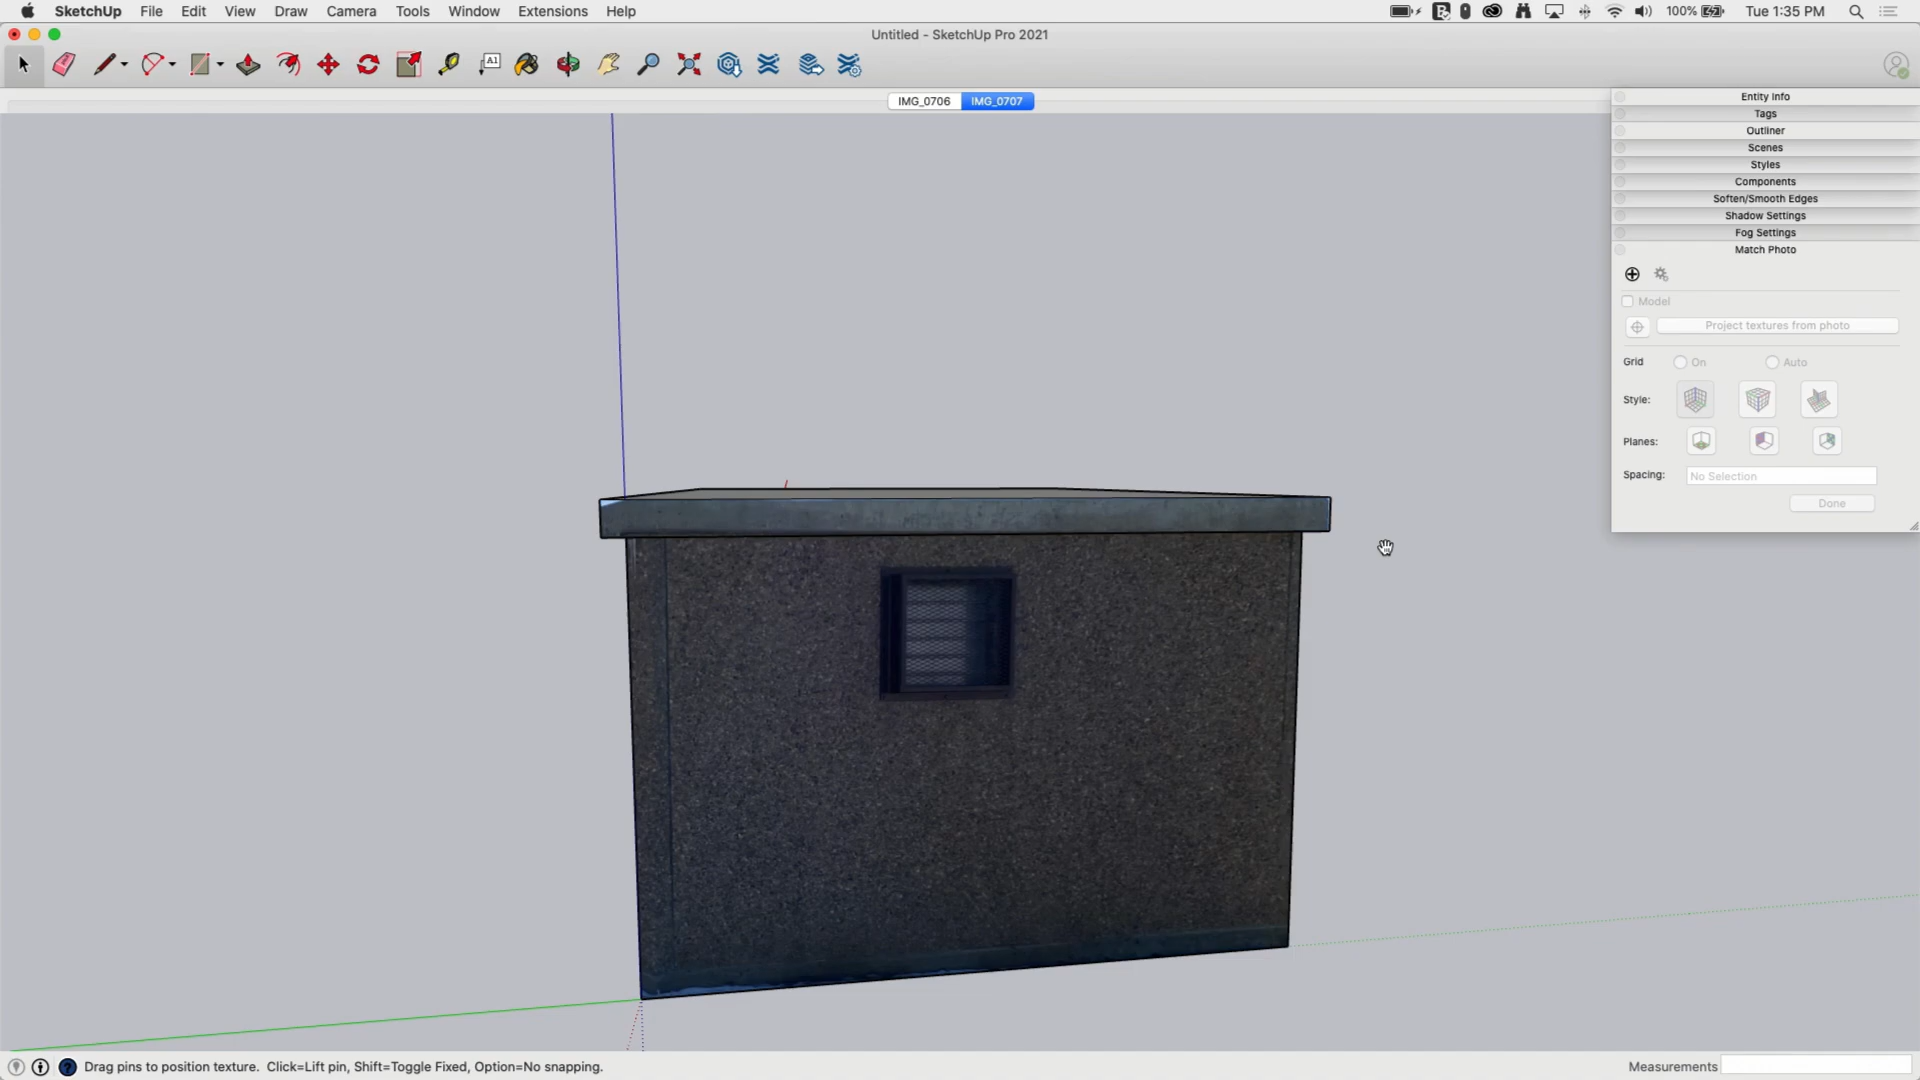 SketchUp File Edit View Draw Camera Tools Window Extensions Help 100% Tue 1:35 PM
Untitled - SketchUp Pro 2021
A1
IMG_0706 IMG_0707
Entity Info
Tags
Outliner
Scenes
Styles
Components
Soften/Smooth Edges
Shadow Settings
Fog Settings
Match Photo
Model
Project textures from photo
Grid On Auto
Style:
Planes:
Spacing: No Selection
Done
Drag pins to position texture. Click=Lift pin, Shift=Toggle Fixed, Option=No snapping. Measurements